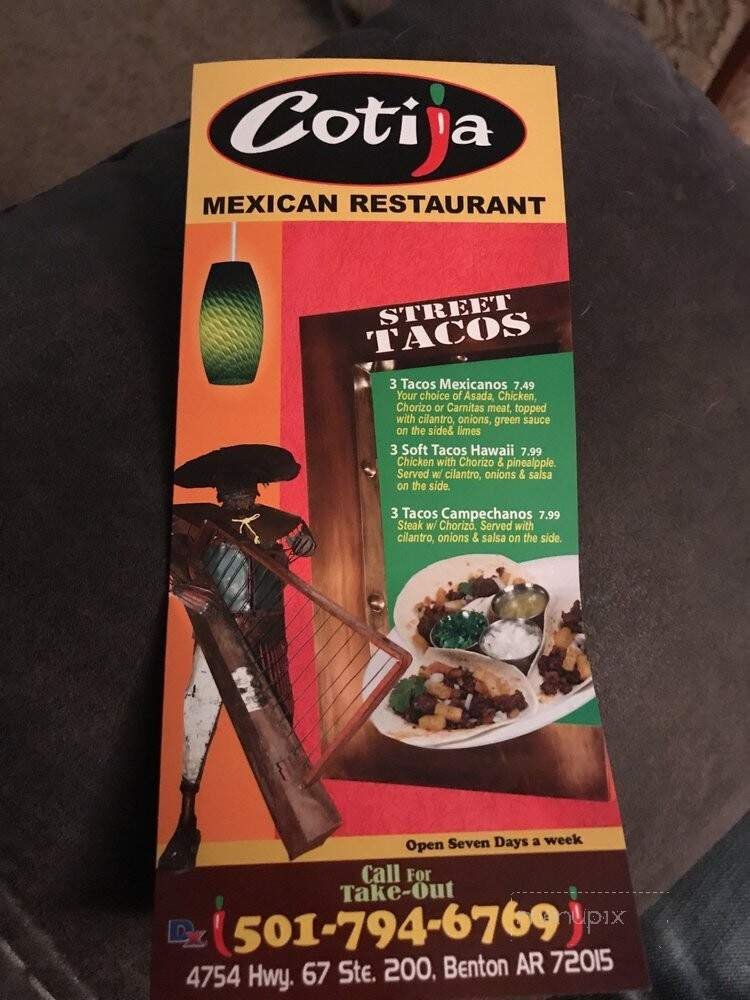 Cotija
MEXICAN RESTAURANT
STREET
TACOS
3 Tacos Mexicanos 7.49
Your choice of Asada, Chicken,
Chorizo or Carnitas meat, topped
with cilantro, onions, green sauce
on the side& limes
3 Soft Tacos Hawaii 7.99
Chicken with Chorizo & pinealpple.
Served w/ cilantro, onions & salsa
on the side.
3 Tacos Campechanos 7.99
Steak w/ Chorizo. Served with
cilantro, onions & salsa on the side.
Open Seven Days a week
Call For
Take-Out
501-794-6769
4754 Hwy. 67 Ste. 200, Benton AR 72015
menupix